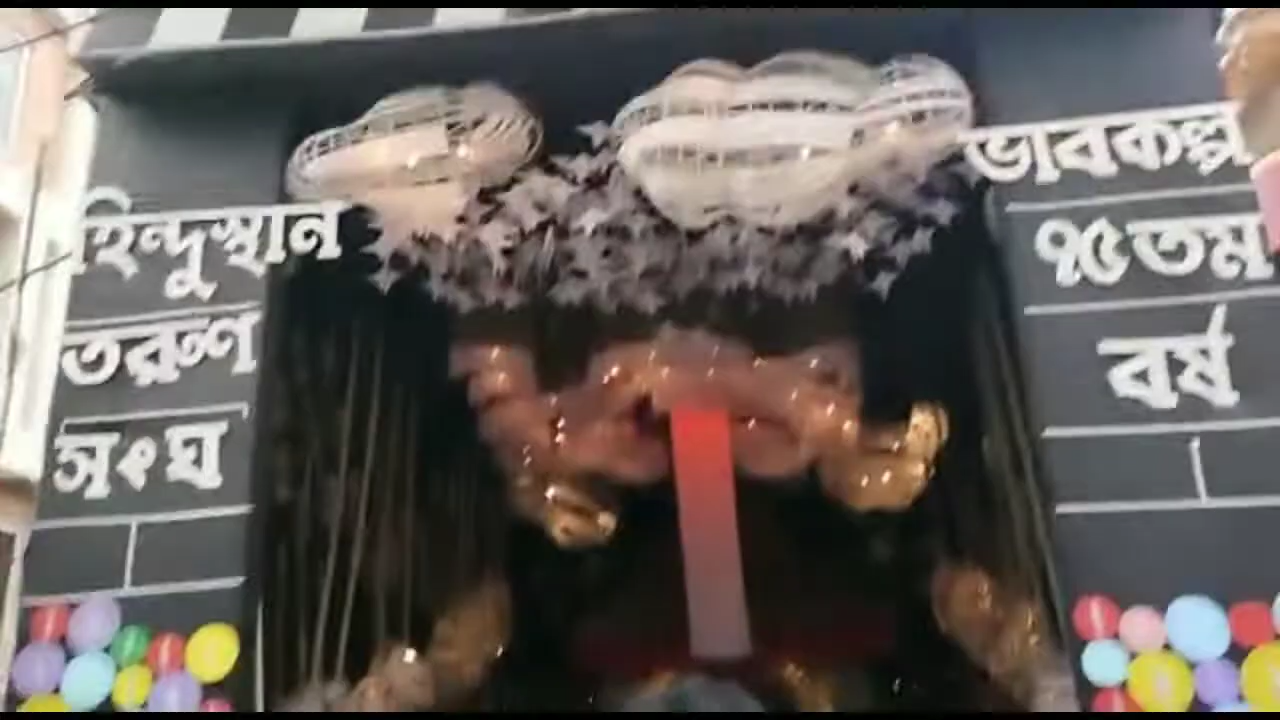 হিন্দুস্থান
তরুণ
সংঘ
ভাবকল্প
৭৫তম
বর্ষ